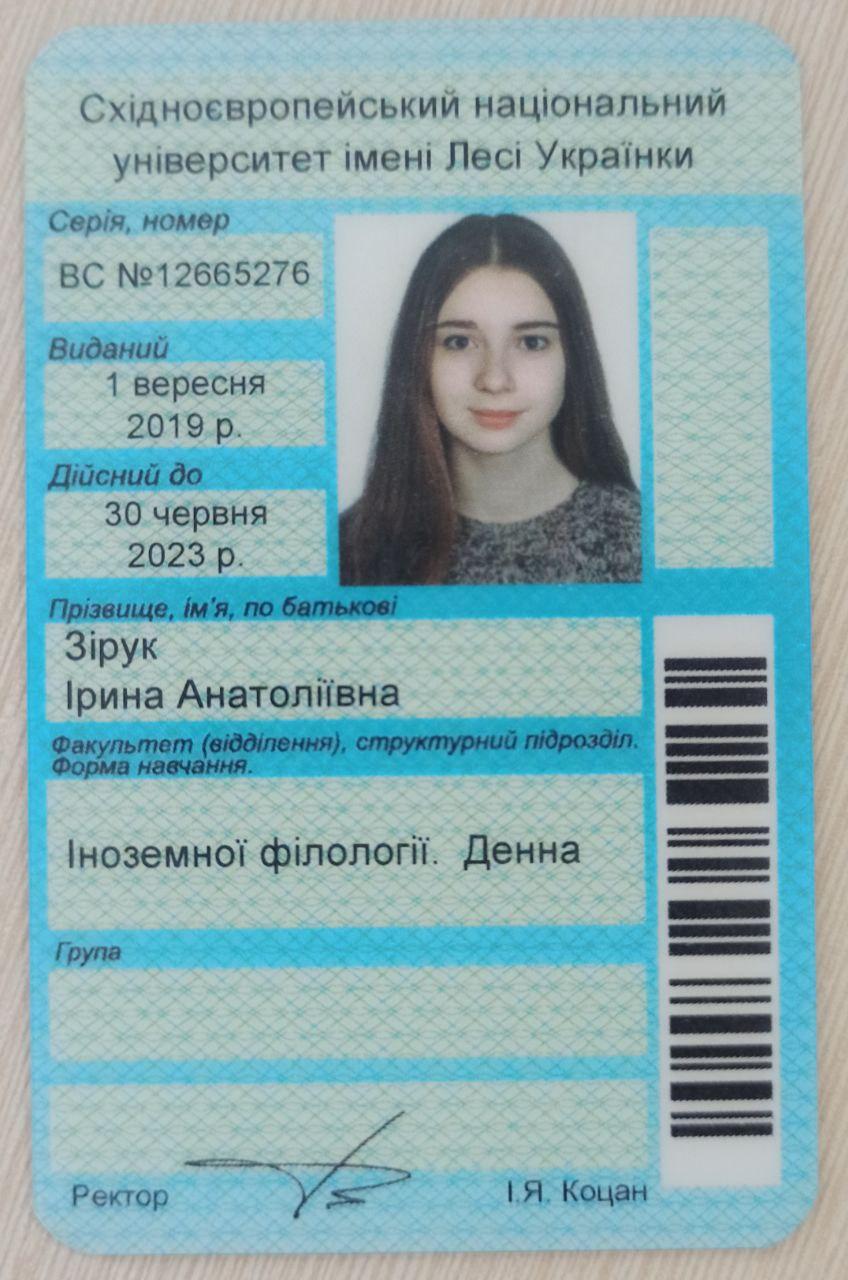 Східноєвропейський національний
університет імені Лесі Українки
Серія, номер
ВС №12665276
Виданий
1 вересня
2019 р.
Дійсний до
30 червня
2023 р.
Прізвище, ім'я, по батькові
Зірук
Ірина Анатоліївна
Факультет (відділення), структурний підрозділ.
Форма навчання.
Іноземної філології. Денна
Група
Ректор
І.Я. Коцан